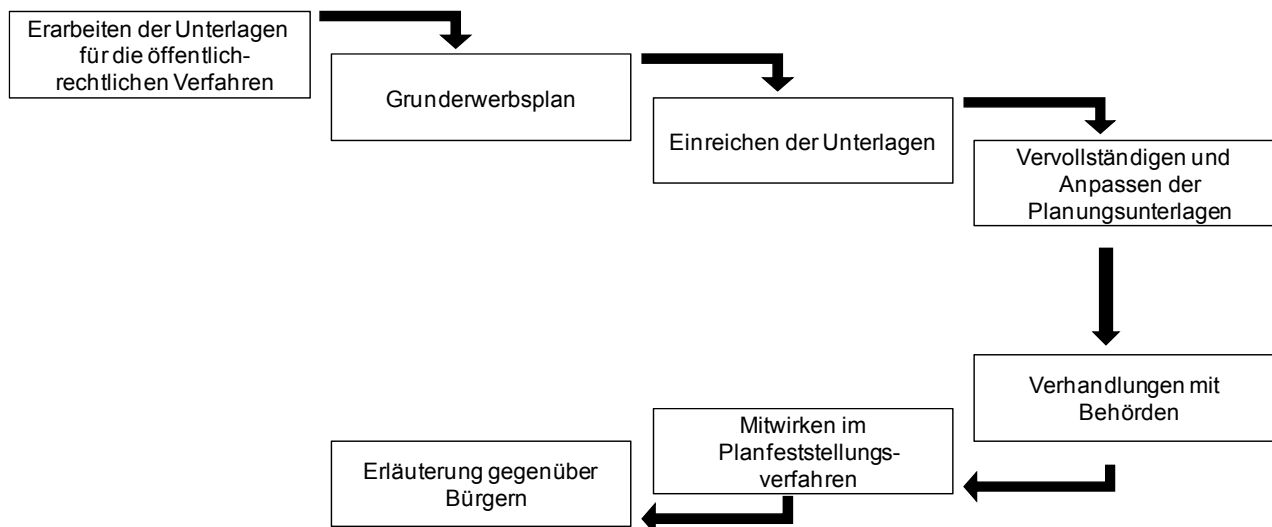 Erarbeiten der Unterlagen
für die öffentlich-
rechtlichen Verfahren
Grunderwerbsplan
Einreichen der Unterlagen
Vervollständigen und
Anpassen der
Planungsunterlagen
Verhandlungen mit
Behörden
Mitwirken im
Planfeststellungs-
verfahren
Erläuterung gegenüber
Bürgern